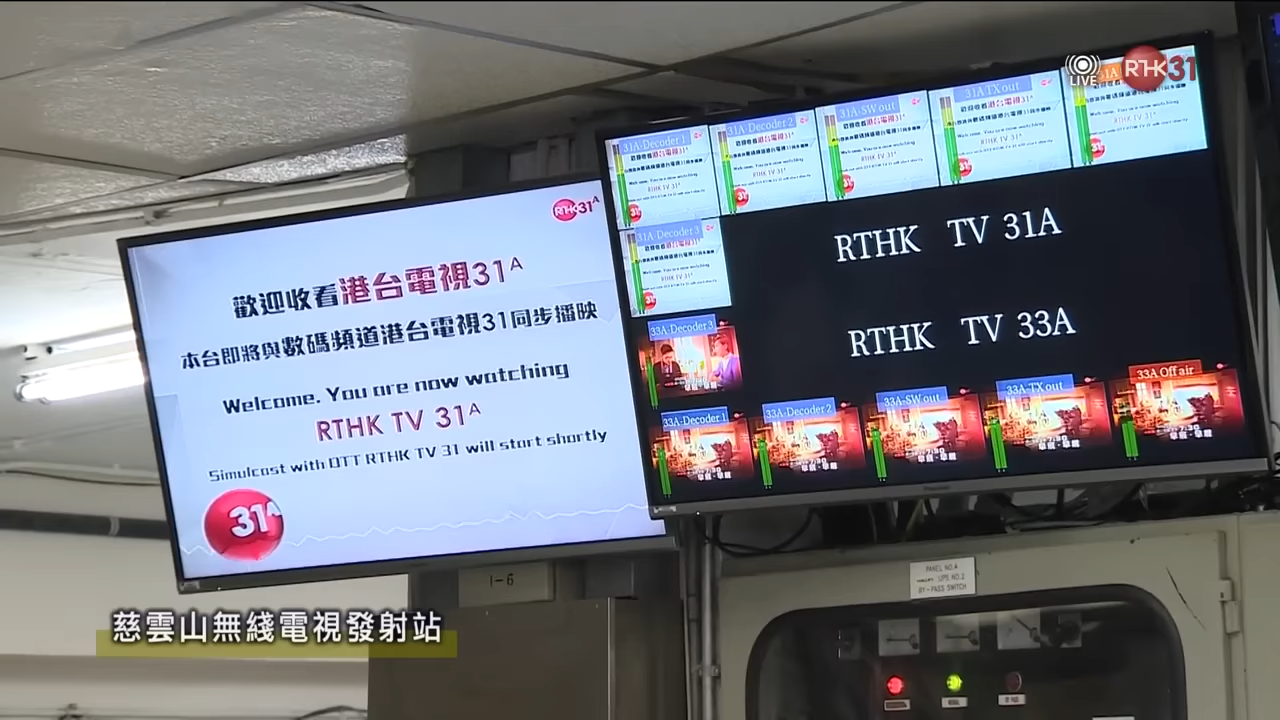 LIVE RTHK31
RTHK31A
歡迎收看港台電視31A
本台即將與數碼頻道港台電視31同步播映
Welcome. You are now watching
RTHK TV 31A
Simulcast with DTT RTHK TV 31 will start shortly
31A
31A-Decoder 1
31A-Decoder 2
31A-SW out
31A TX out
31A
31A-Decoder 3
RTHK TV 31A
RTHK TV 33A
33A-Decoder 3
33A-Decoder 1
33A-Decoder 2
33A-SW out
33A-TX out
33A Off air
1-6
PANEL NO.4
UPS NO.2
BY-PASS SWITCH
慈雲山無綫電視發射站